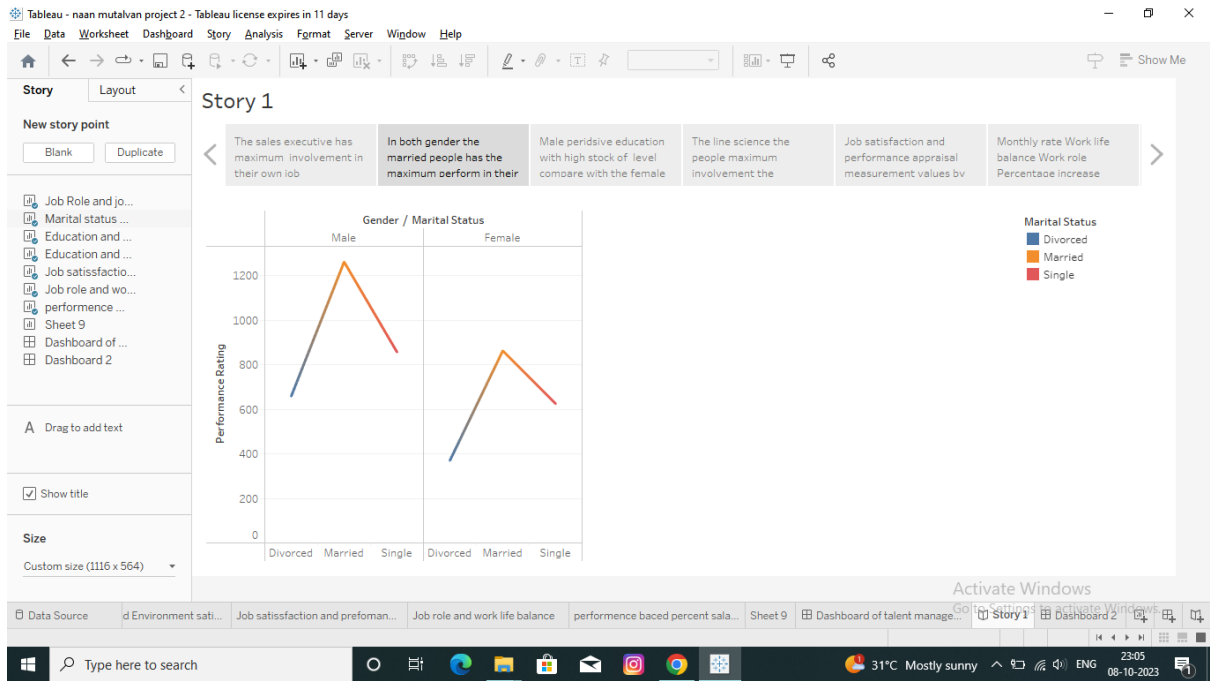 Tableau - naan mutalvan project 2 - Tableau license expires in 11 days
File Data Worksheet Dashboard Story Analysis Format Server Window Help
Show Me
Story Layout
New story point
Blank Duplicate
Job Role and jo...
Marital status ...
Education and ...
Education and ...
Job satissfactio...
Job role and wo...
performence ...
Sheet 9
Dashboard of ...
Dashboard 2
A Drag to add text
Show title
Size
Custom size (1116 x 564)
Story 1
The sales executive has
maximum involvement in
their own job
In both gender the
married people has the
maximum perform in their
Male peridsive education
with high stock of level
compare with the female
The line science the
people maximum
involvement the
Job satisfaction and
performance appraisal
measurement values by
Monthly rate Work life
balance Work role
Percentage increase
Gender / Marital Status
Male Female
Performance Rating
1200
1000
800
600
400
200
0
Divorced Married Single Divorced Married Single
Marital Status
Divorced
Married
Single
Activate Windows
Go to Settings to activate Windows.
Data Source d Environment sati... Job satissfaction and prefoman... Job role and work life balance performence baced percent sala... Sheet 9 Dashboard of talent manage... Story 1 Dashboard 2
Type here to search
1
31°C Mostly sunny ENG
23:05
08-10-2023
1